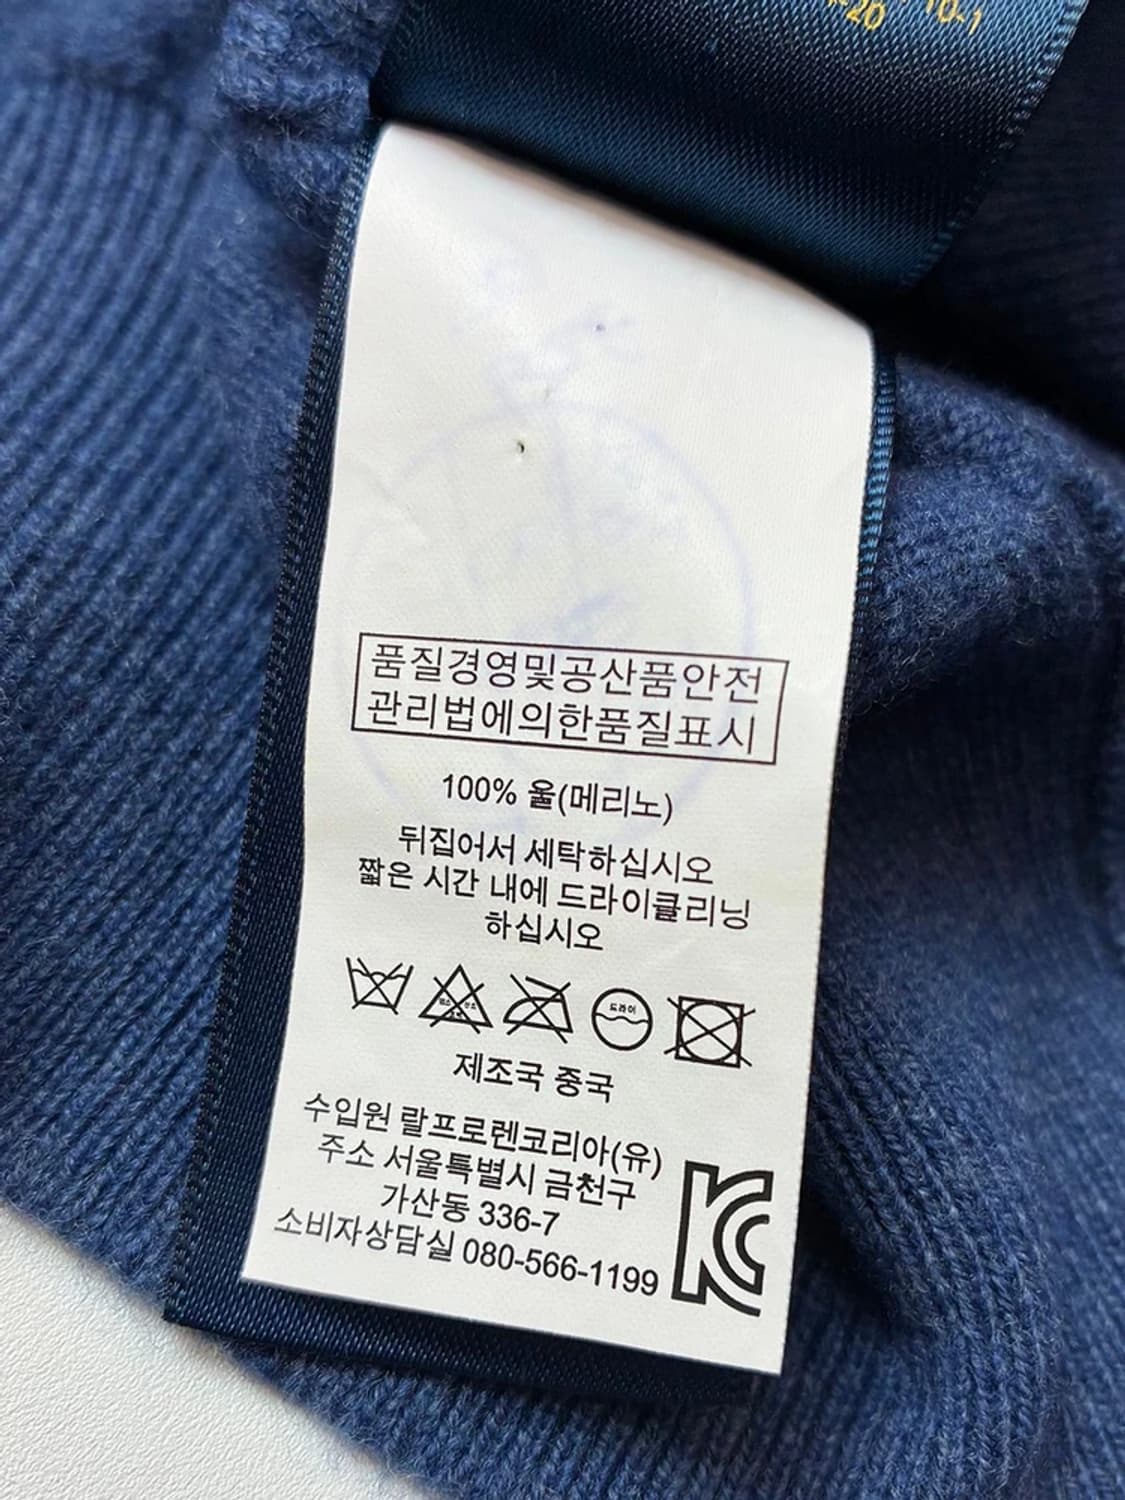 10-1
품질경영및공산품안전
관리법에의한품질표시
100% 울(메리노)
뒤집어서 세탁하십시오
짧은 시간 내에 드라이클리닝
하십시오
드라이
제조국 중국
수입원 랄프로렌코리아(유)
주소 서울특별시 금천구
가산동 336-7
소비자상담실 080-566-1199